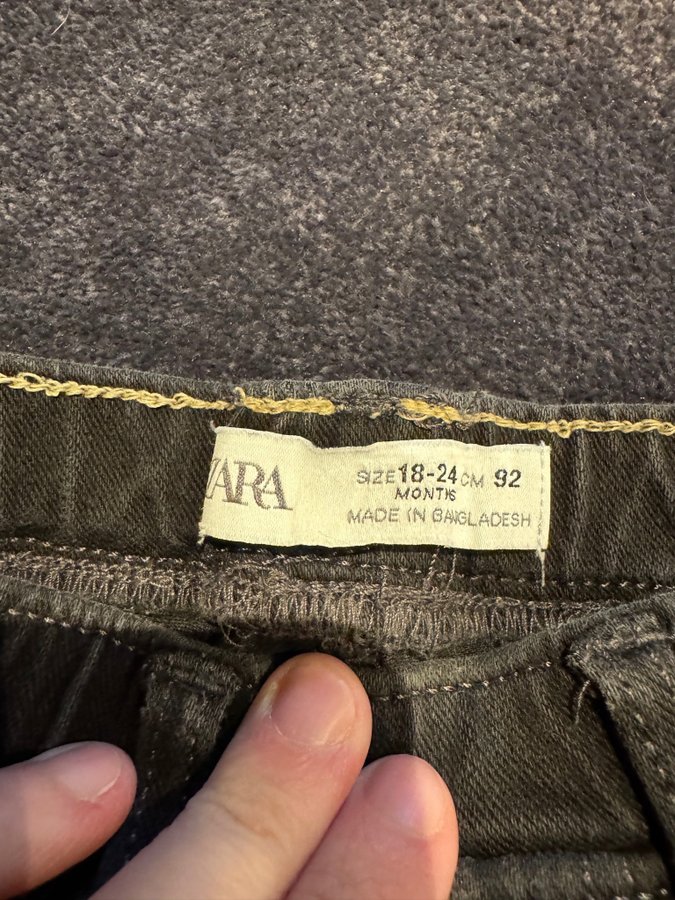 ZARA
SIZE 18-24 CM 92
MONTHS
MADE IN BANGLADESH